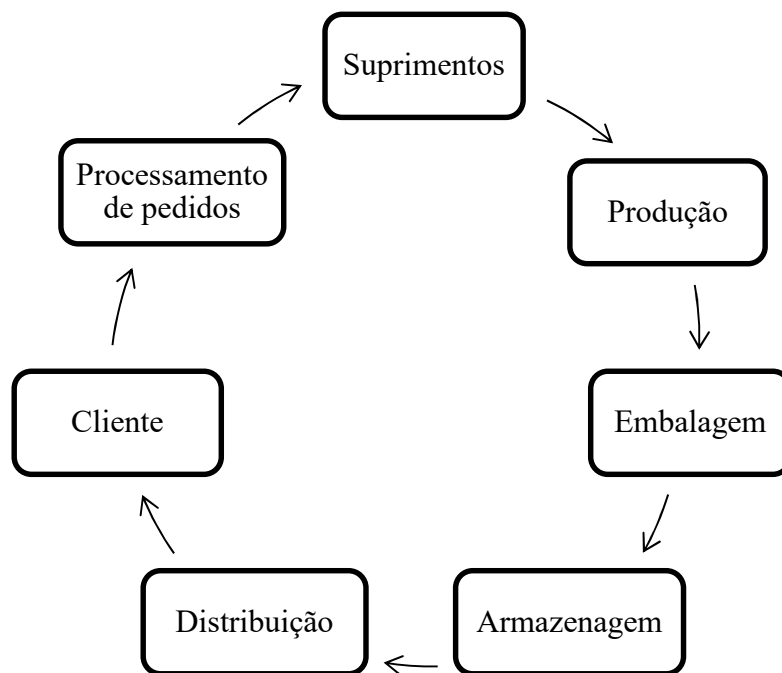 Suprimentos
Produção
Embalagem
Armazenagem
Distribuição
Cliente
Processamento
de pedidos